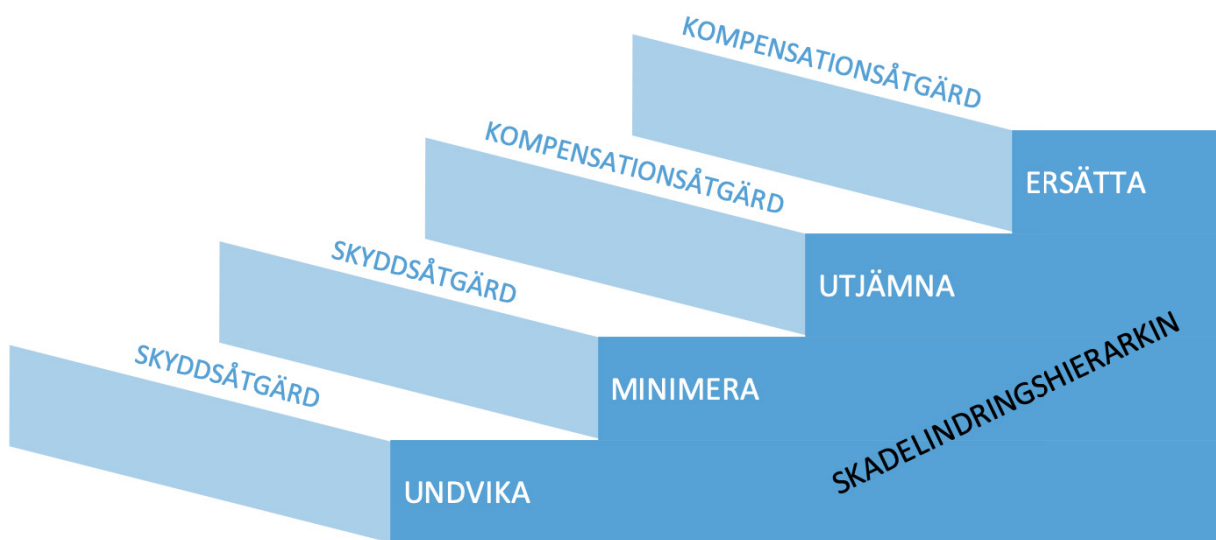 KOMPENSATIONSÅTGÄRD
ERSÄTTA
KOMPENSATIONSÅTGÄRD
UTJÄMNA
SKYDDSÅTGÄRD
MINIMERA
SKYDDSÅTGÄRD
UNDVIKA
SKADELINDRINGSHIERARKIN